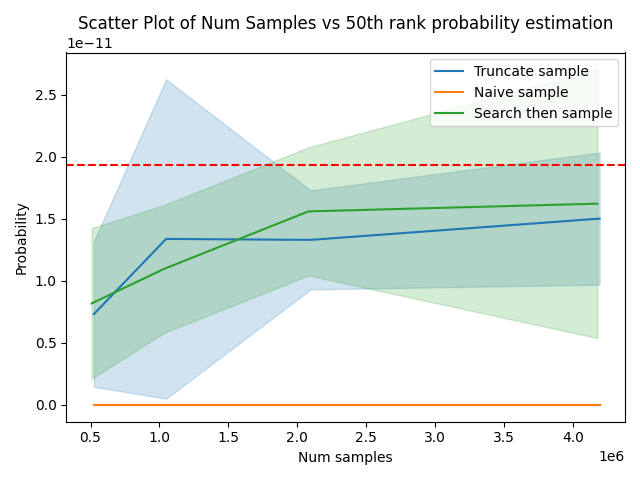 Scatter Plot of Num Samples vs 50th rank probability estimation
1e−11
Truncate sample
Naive sample
Search then sample
2.5
2.0
1.5
1.0
0.5
0.0
Probability
0.5 1.0 1.5 2.0 2.5 3.0 3.5 4.0
Num samples
1e6